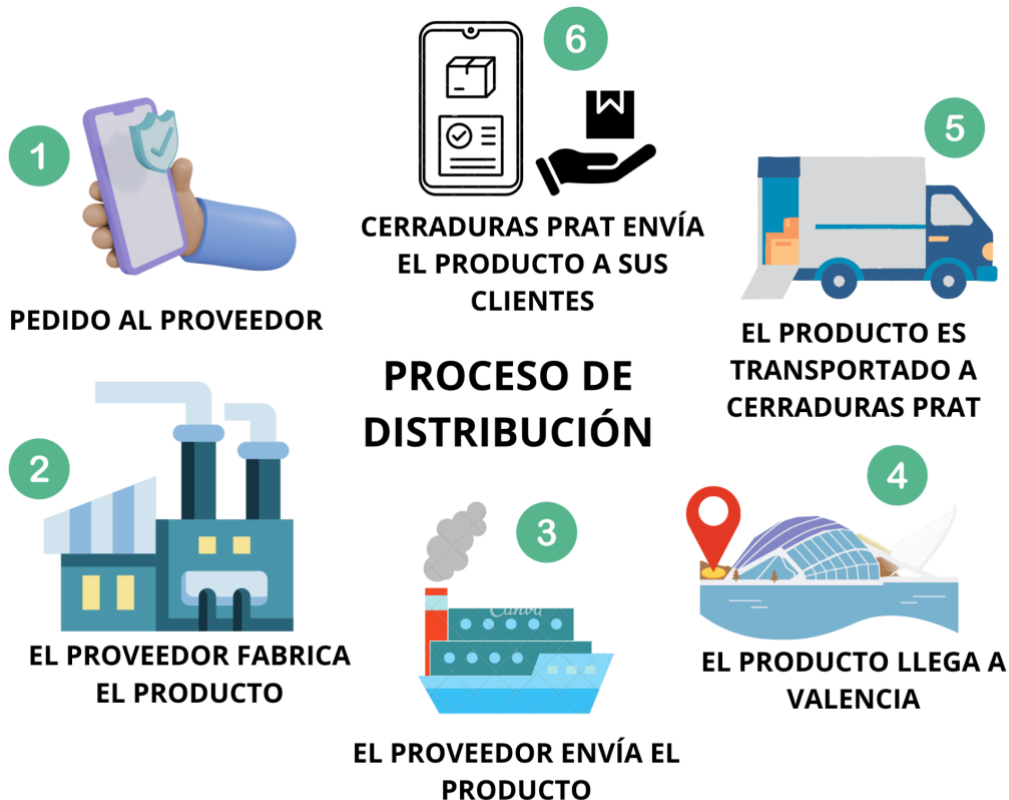 1
PEDIDO AL PROVEEDOR
2
EL PROVEEDOR FABRICA
EL PRODUCTO
3
Canva
EL PROVEEDOR ENVÍA EL
PRODUCTO
4
EL PRODUCTO LLEGA A
VALENCIA
5
EL PRODUCTO ES
TRANSPORTADO A
CERRADURAS PRAT
6
CERRADURAS PRAT ENVÍA
EL PRODUCTO A SUS
CLIENTES
PROCESO DE
DISTRIBUCIÓN